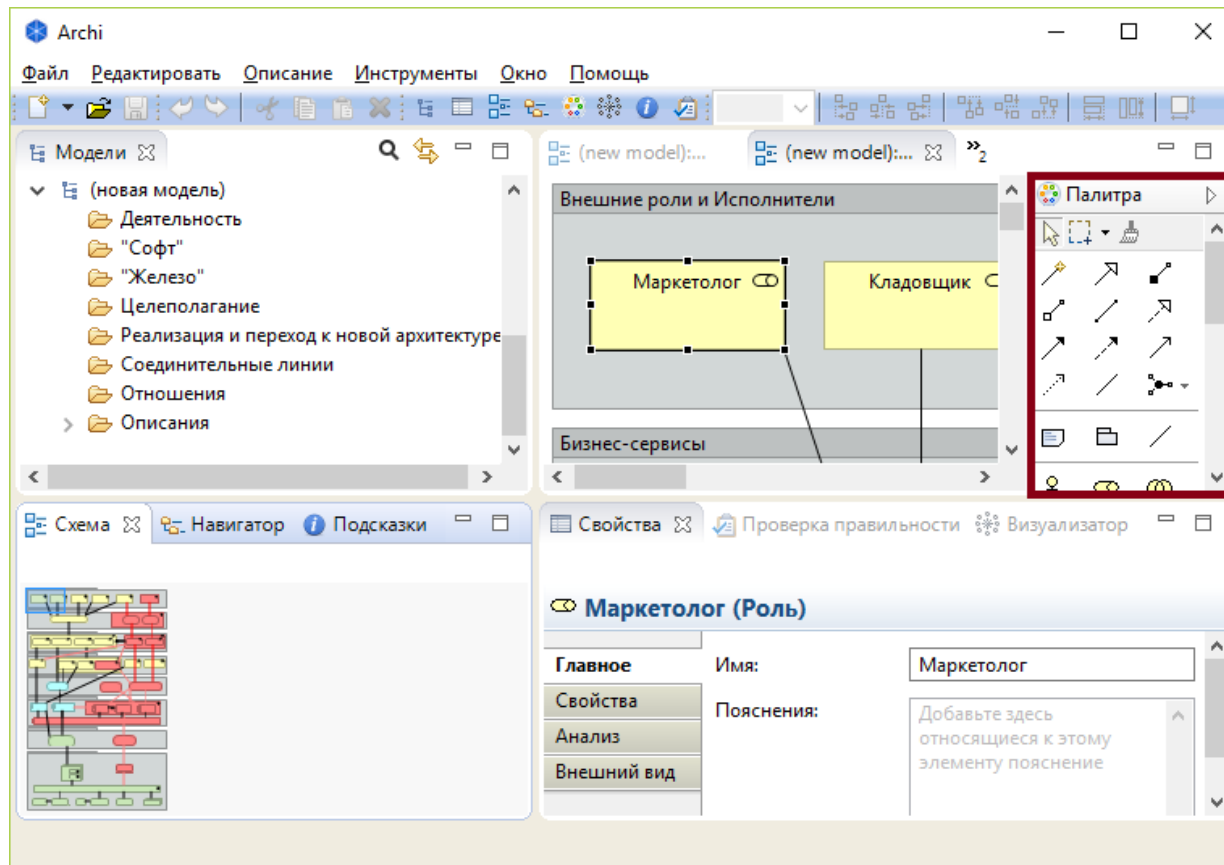 Archi
Файл Редактировать Описание Инструменты Окно Помощь
Модели
(новая модель)
Деятельность
"Софт"
"Железо"
Целеполагание
Реализация и переход к новой архитектуре
Соединительные линии
Отношения
Описания
(new model):... (new model):... »2
Внешние роли и Исполнители
Маркетолог Кладовщик
Бизнес-сервисы
Палитра
Схема Навигатор Подсказки
Свойства Проверка правильности Визуализатор
Маркетолог (Роль)
Главное
Свойства
Анализ
Внешний вид
Имя: Маркетолог
Пояснения: Добавьте здесь
относящиеся к этому
элементу пояснение